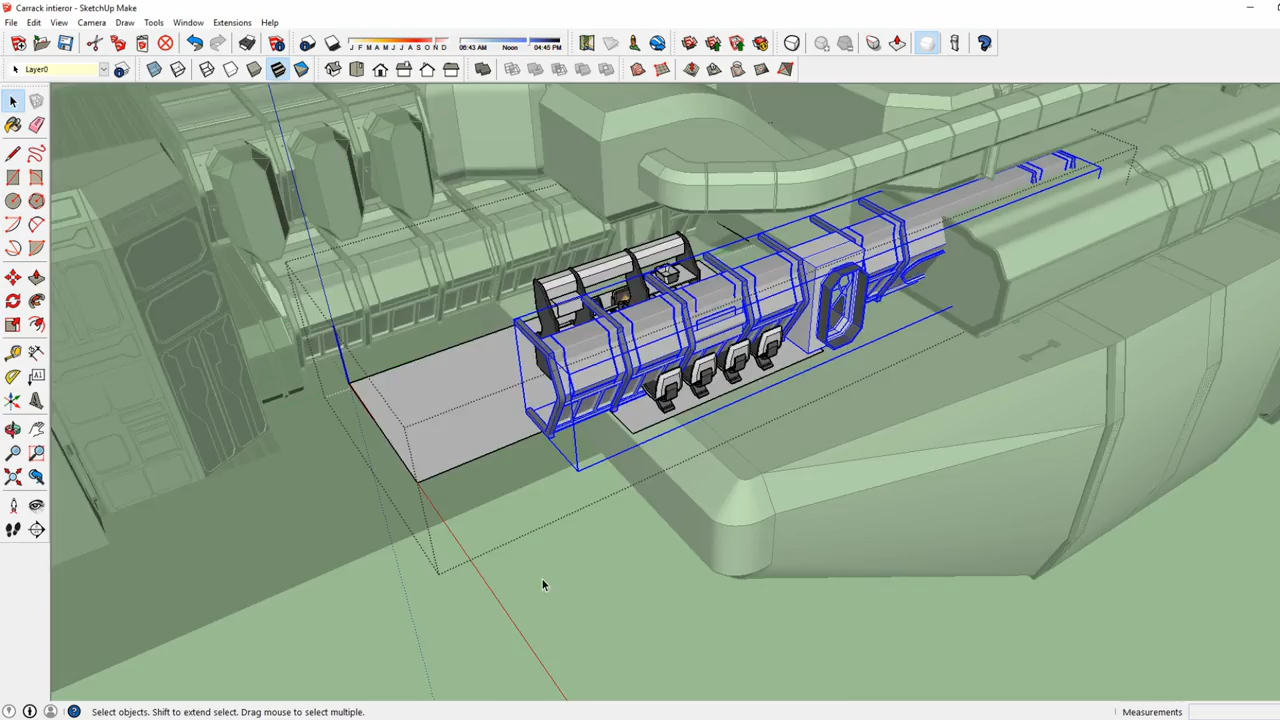 Carrack intieror - SketchUp Make
File Edit View Camera Draw Tools Window Extensions Help
J F M A M J J A S O N D 06:43 AM Noon 04:45 PM
Layer0
A1
Select objects. Shift to extend select. Drag mouse to select multiple. Measurements